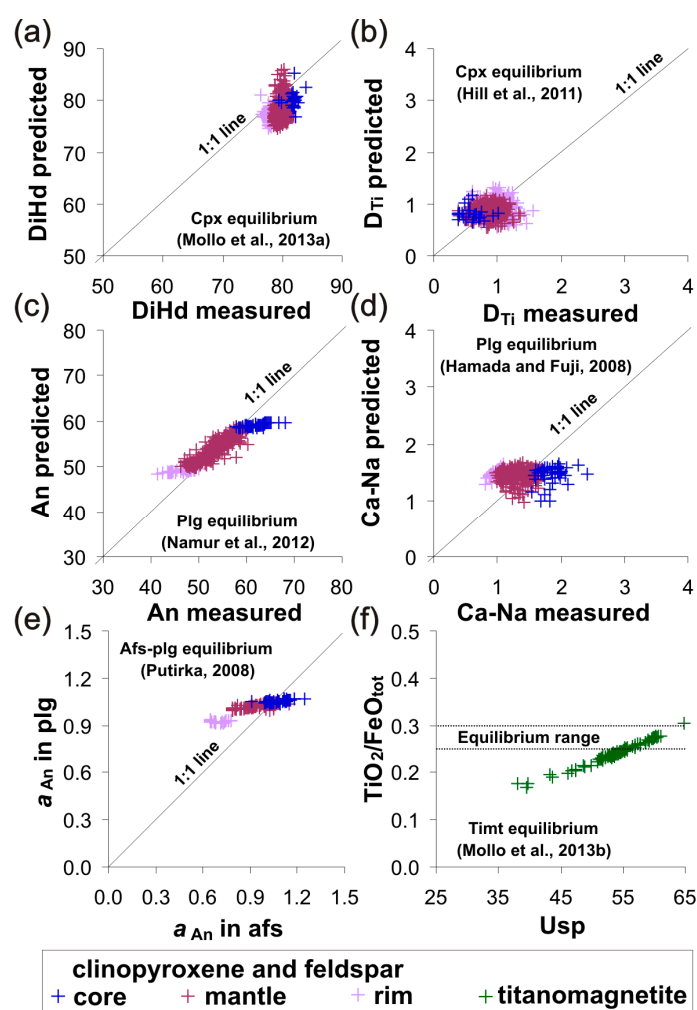 (a)
90
80
70
60
50
50 60 70 80 90
DiHd predicted
DiHd measured
1:1 line
Cpx equilibrium
(Mollo et al., 2013a)
(b)
4
3
2
1
0
0 1 2 3 4
DTi predicted
DTi measured
Cpx equilibrium
(Hill et al., 2011)
1:1 line
(c)
80
70
60
50
40
30
30 40 50 60 70 80
An predicted
An measured
1:1 line
Plg equilibrium
(Namur et al., 2012)
(d)
4
3
2
1
0
0 1 2 3 4
Ca-Na predicted
Ca-Na measured
Plg equilibrium
(Hamada and Fuji, 2008)
1:1 line
(e)
1.5
1.2
0.9
0.6
0.3
0.0
0.0 0.3 0.6 0.9 1.2 1.5
a An in plg
a An in afs
Afs-plg equilibrium
(Putirka, 2008)
1:1 line
(f)
0.5
0.4
0.3
0.2
0.1
0.0
25 35 45 55 65
TiO2/FeOtot
Usp
Equilibrium range
Timt equilibrium
(Mollo et al., 2013b)
clinopyroxene and feldspar
core mantle rim titanomagnetite